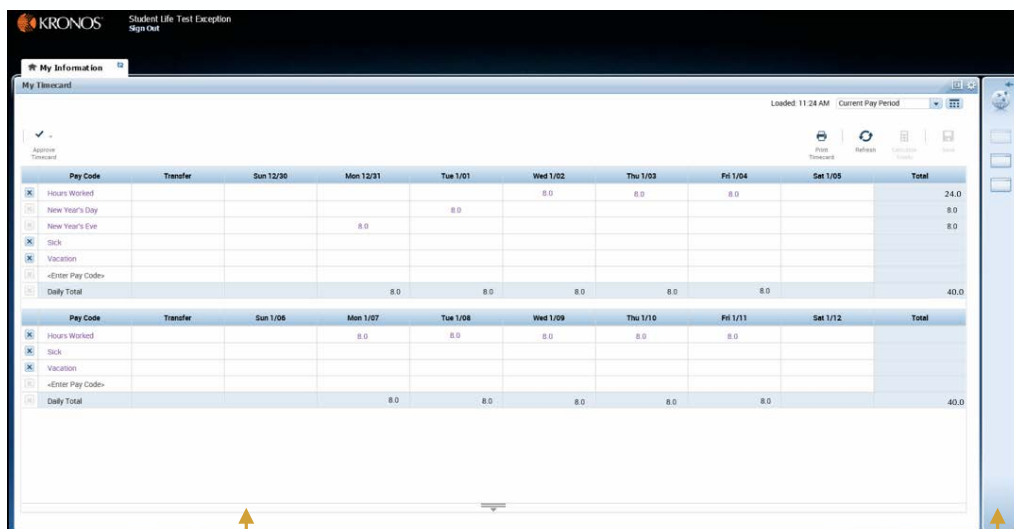 KRONOS
Student Life Test Exception
Sign Out
My Information
My Timecard
Loaded: 11:24 AM Current Pay Period
Approve Timecard
Print Timecard
Refresh
Calculate Totals
Save
Pay Code Transfer Sun 12/30 Mon 12/31 Tue 1/01 Wed 1/02 Thu 1/03 Fri 1/04 Sat 1/05 Total
Hours Worked 8.0 8.0 8.0 24.0
New Year's Day 8.0 8.0
New Year's Eve 8.0 8.0
Sick
Vacation
<Enter Pay Code>
Daily Total 8.0 8.0 8.0 8.0 8.0 40.0
Pay Code Transfer Sun 1/06 Mon 1/07 Tue 1/08 Wed 1/09 Thu 1/10 Fri 1/11 Sat 1/12 Total
Hours Worked 8.0 8.0 8.0 8.0 8.0
Sick
Vacation
<Enter Pay Code>
Daily Total 8.0 8.0 8.0 8.0 8.0 40.0